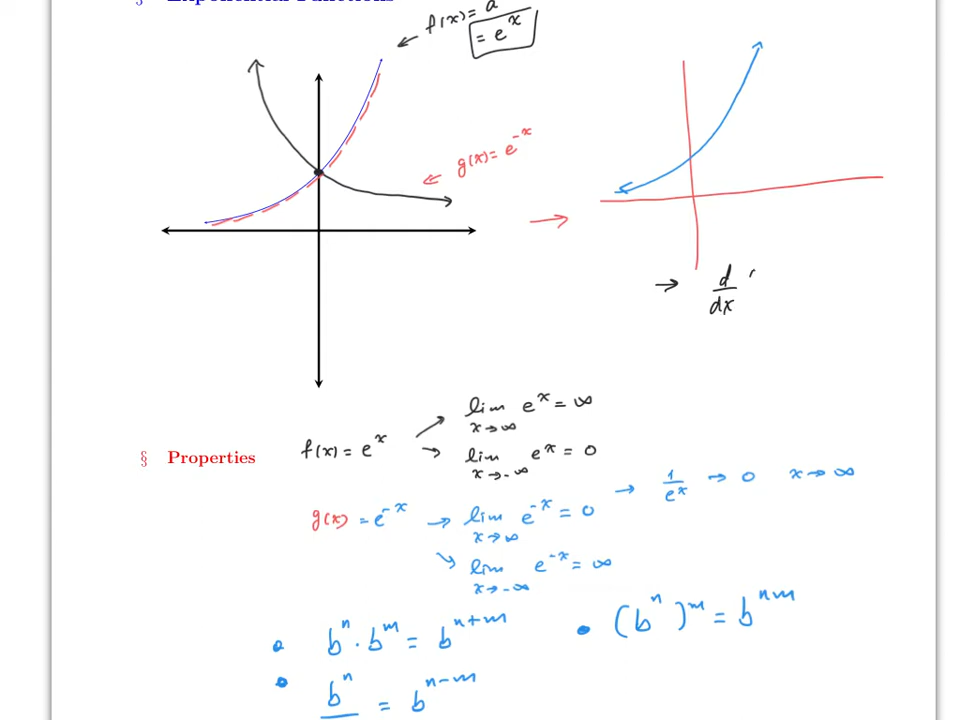 § Exponential Functions
f(x) = a
= e^x
g(x) = e^-x
→ d/dx (
§ Properties
f(x) = e^x
lim x→∞ e^x = ∞
lim x→-∞ e^x = 0
g(x) = e^-x → lim x→∞ e^-x = 0 → 1/e^x → 0 x→∞
lim x→-∞ e^-x = ∞
• b^n · b^m = b^n+m
• (b^n)^m = b^nm
• b^n = b^n-m